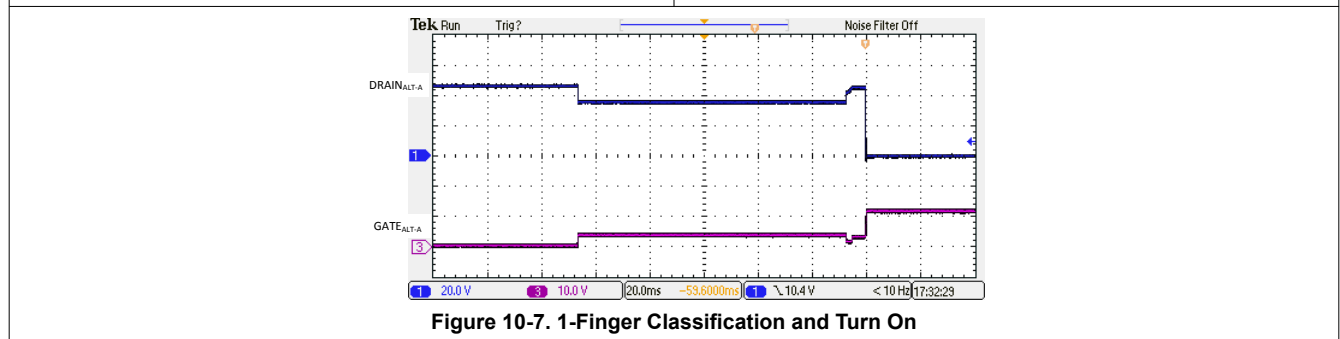 Tek Run Trig? Noise Filter Off
DRAINALT-A
1
GATEALT-A
3
1 20.0 V 3 10.0 V 20.0ms -59.6000ms 1 \ 10.4 V < 10 Hz 17:32:29
Figure 10-7. 1-Finger Classification and Turn On